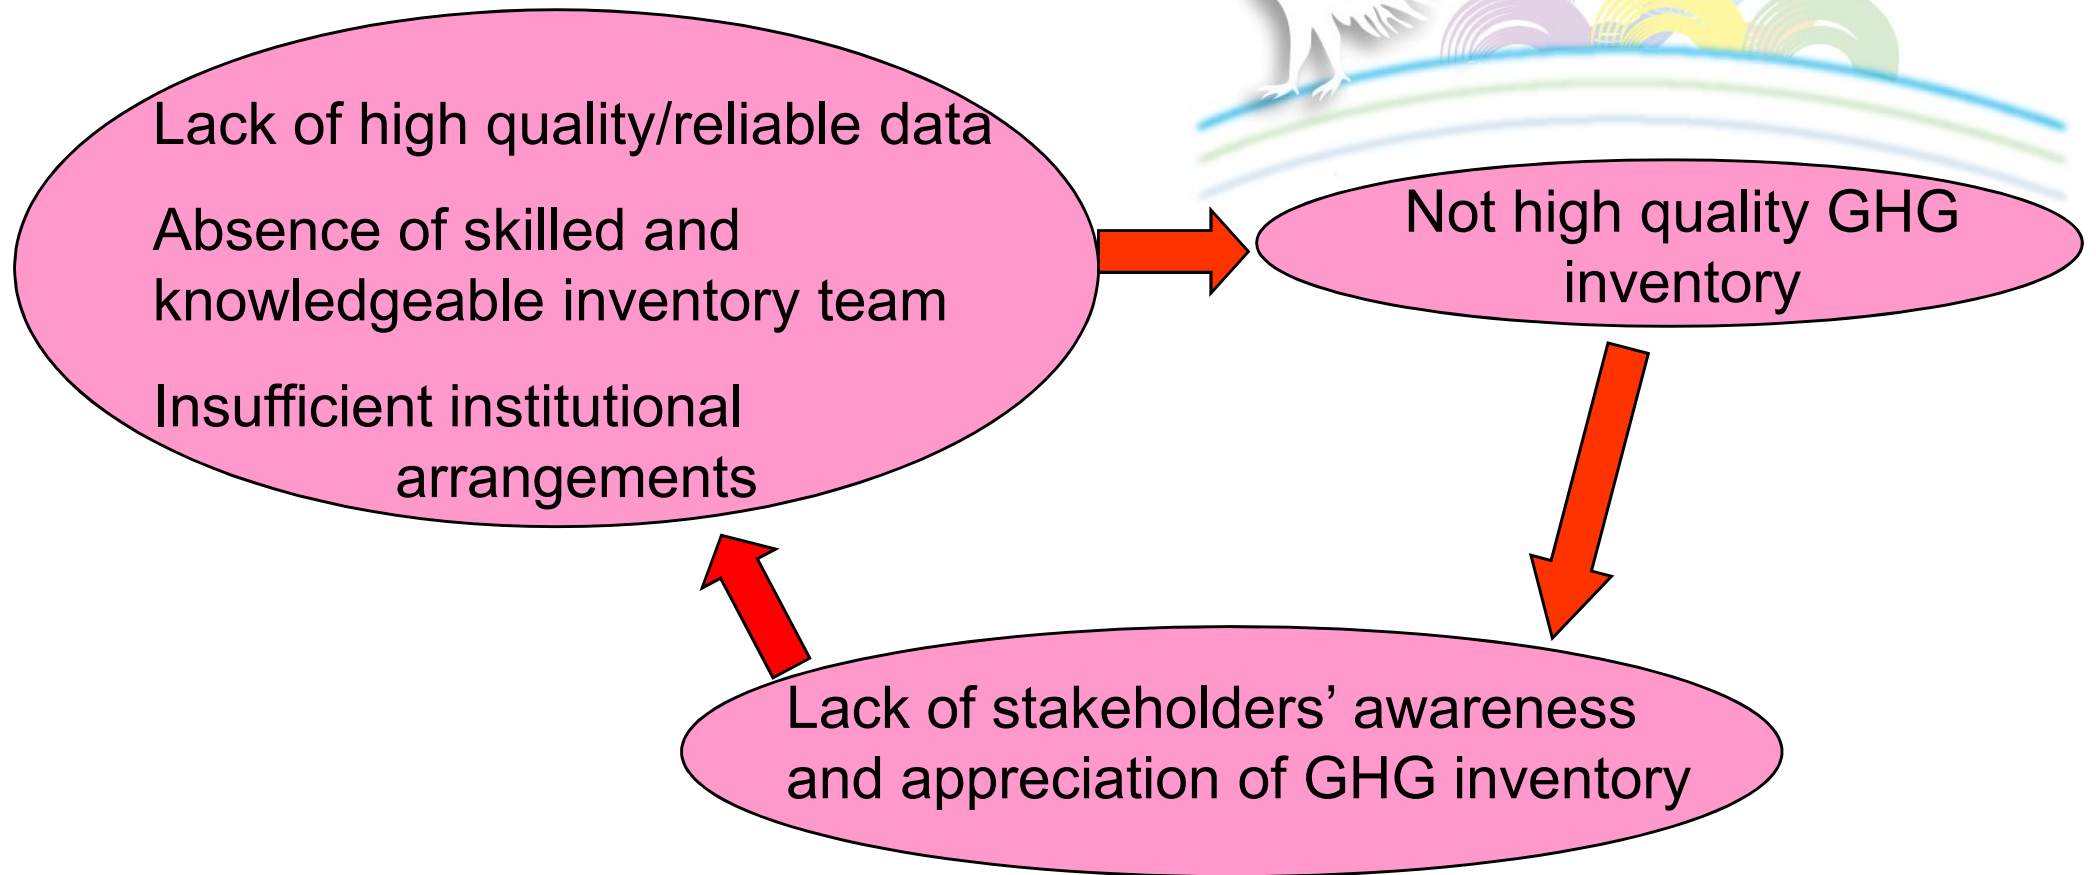 Lack of high quality/reliable data
Absence of skilled and
knowledgeable inventory team
Insufficient institutional
arrangements
Not high quality GHG
inventory
Lack of stakeholders’ awareness
and appreciation of GHG inventory